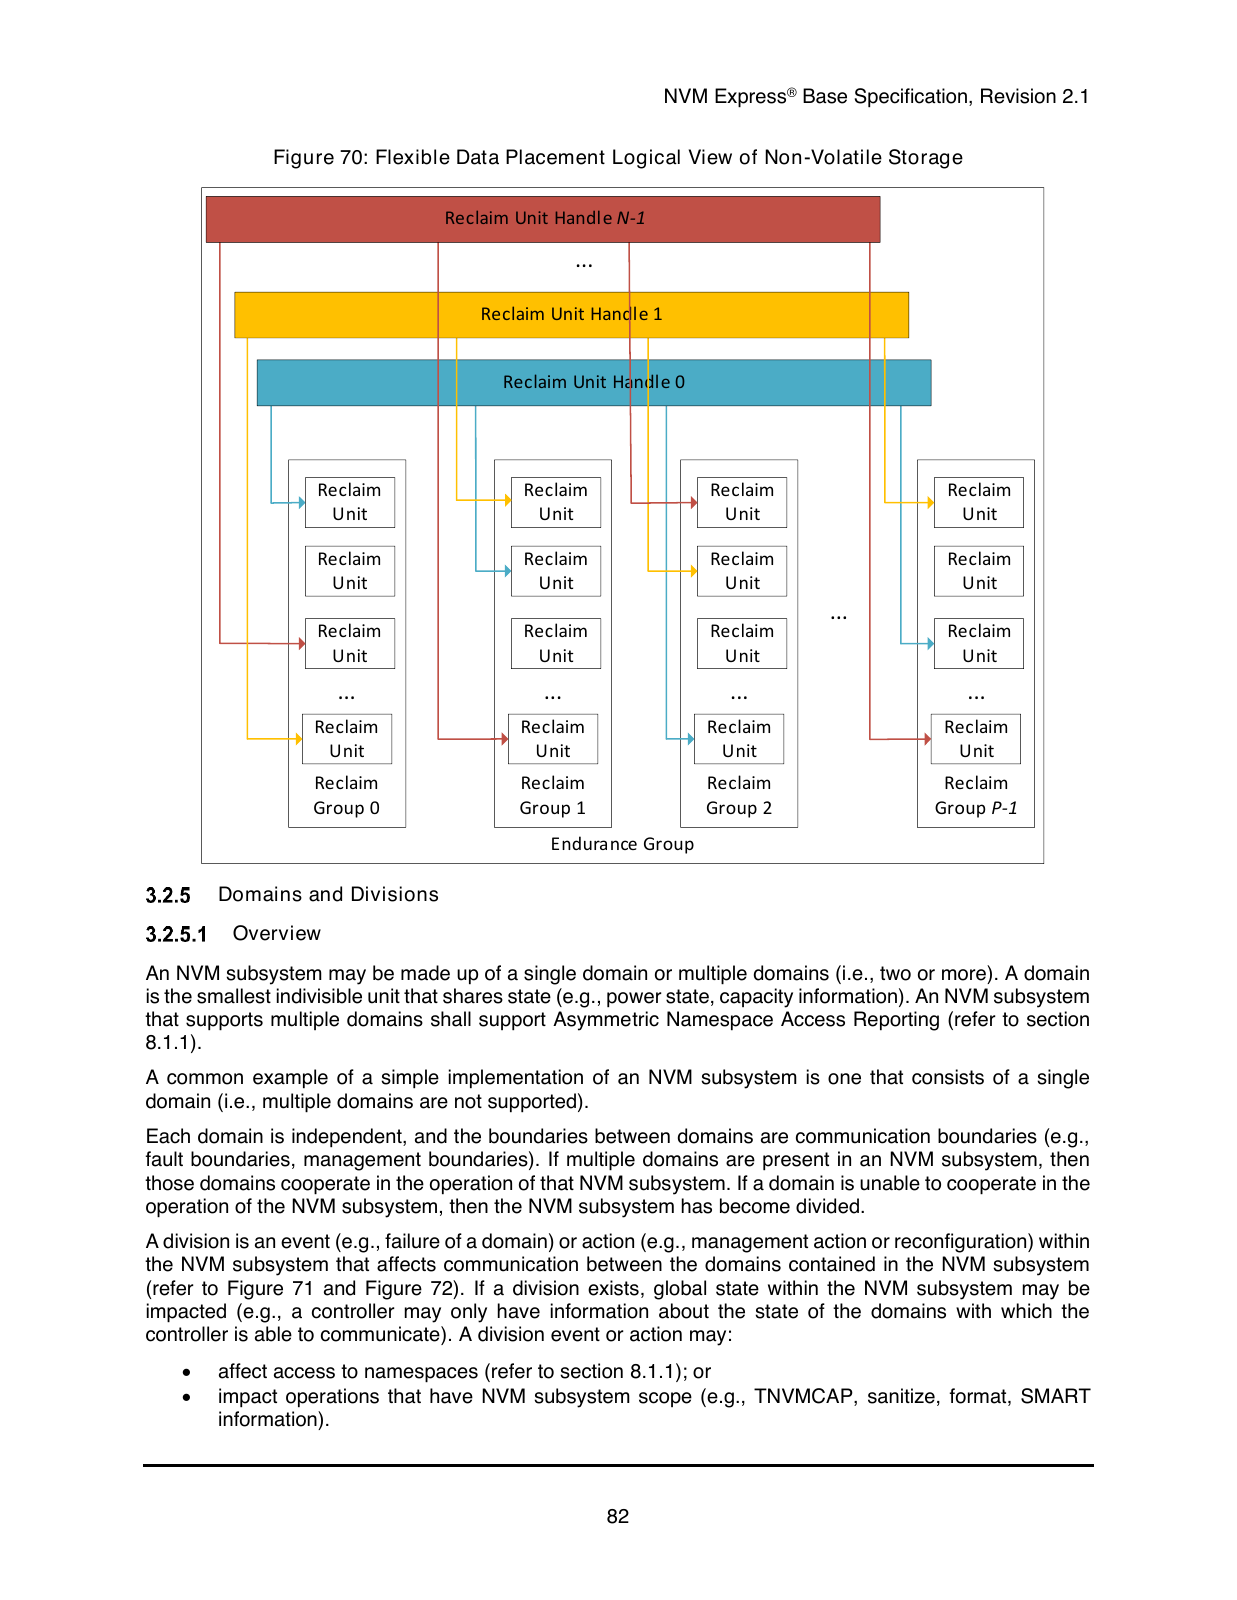 NVM Express® Base Specification, Revision 2.1
Figure 70: Flexible Data Placement Logical View of Non-Volatile Storage
Reclaim Unit Handle N-1
...
Reclaim Unit Handle 1
Reclaim Unit Handle 0
Reclaim
Unit
Reclaim
Unit
Reclaim
Unit
...
Reclaim
Unit
Reclaim
Group 0
Reclaim
Unit
Reclaim
Unit
Reclaim
Unit
...
Reclaim
Unit
Reclaim
Group 1
Reclaim
Unit
Reclaim
Unit
Reclaim
Unit
...
Reclaim
Unit
Reclaim
Group 2
...
Reclaim
Unit
Reclaim
Unit
Reclaim
Unit
...
Reclaim
Unit
Reclaim
Group P-1
Endurance Group
3.2.5 Domains and Divisions
3.2.5.1 Overview
An NVM subsystem may be made up of a single domain or multiple domains (i.e., two or more). A domain
is the smallest indivisible unit that shares state (e.g., power state, capacity information). An NVM subsystem
that supports multiple domains shall support Asymmetric Namespace Access Reporting (refer to section
8.1.1).
A common example of a simple implementation of an NVM subsystem is one that consists of a single
domain (i.e., multiple domains are not supported).
Each domain is independent, and the boundaries between domains are communication boundaries (e.g.,
fault boundaries, management boundaries). If multiple domains are present in an NVM subsystem, then
those domains cooperate in the operation of that NVM subsystem. If a domain is unable to cooperate in the
operation of the NVM subsystem, then the NVM subsystem has become divided.
A division is an event (e.g., failure of a domain) or action (e.g., management action or reconfiguration) within
the NVM subsystem that affects communication between the domains contained in the NVM subsystem
(refer to Figure 71 and Figure 72). If a division exists, global state within the NVM subsystem may be
impacted (e.g., a controller may only have information about the state of the domains with which the
controller is able to communicate). A division event or action may:
• affect access to namespaces (refer to section 8.1.1); or
• impact operations that have NVM subsystem scope (e.g., TNVMCAP, sanitize, format, SMART
information).
82